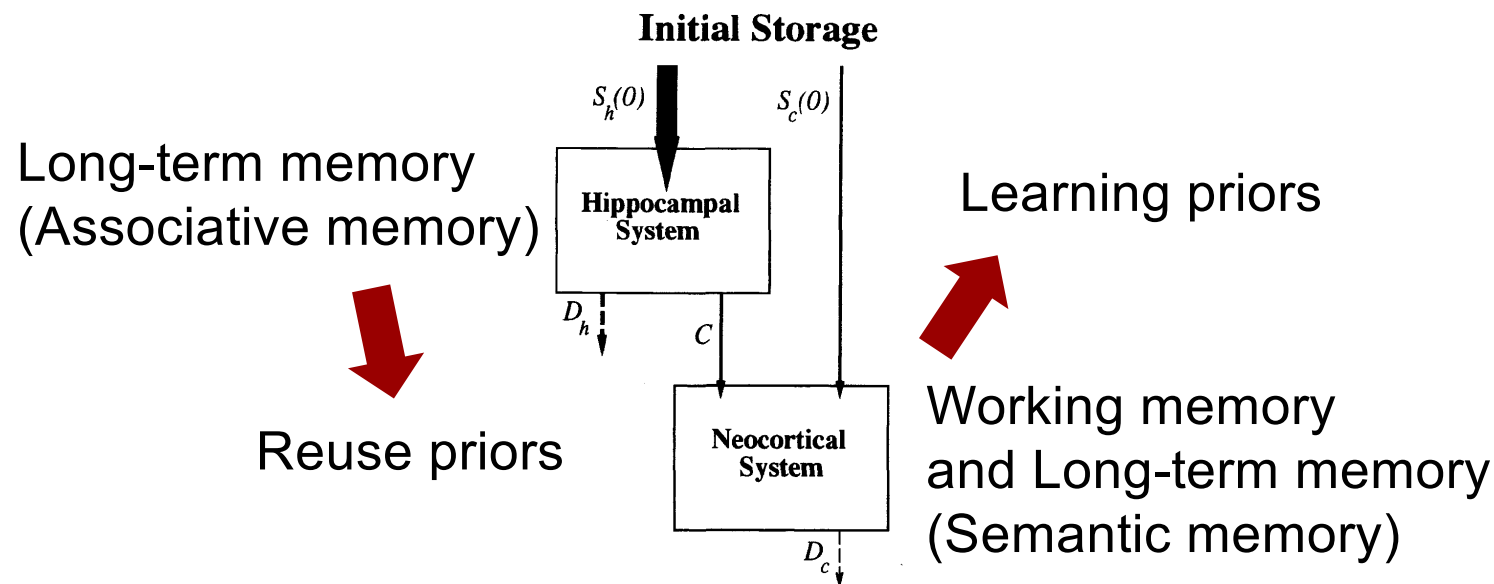 Initial Storage
S_h(0)
S_c(0)
Long-term memory
(Associative memory)
Hippocampal
System
Learning priors
D_h
C
Reuse priors
Neocortical
System
Working memory
and Long-term memory
(Semantic memory)
D_c